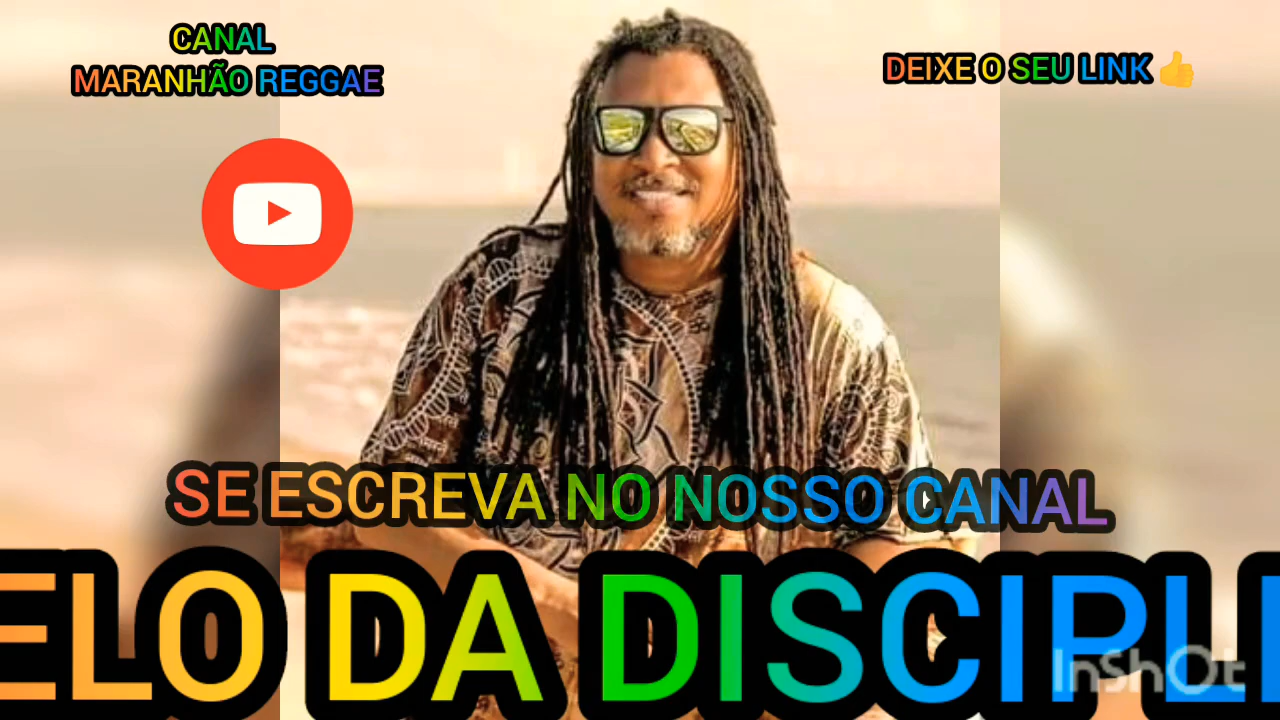 CANAL
MARANHÃO REGGAE
DEIXE O SEU LINK 👍
SE ESCREVA NO NOSSO CANAL
ELO DA DISCIPLI
InShOt